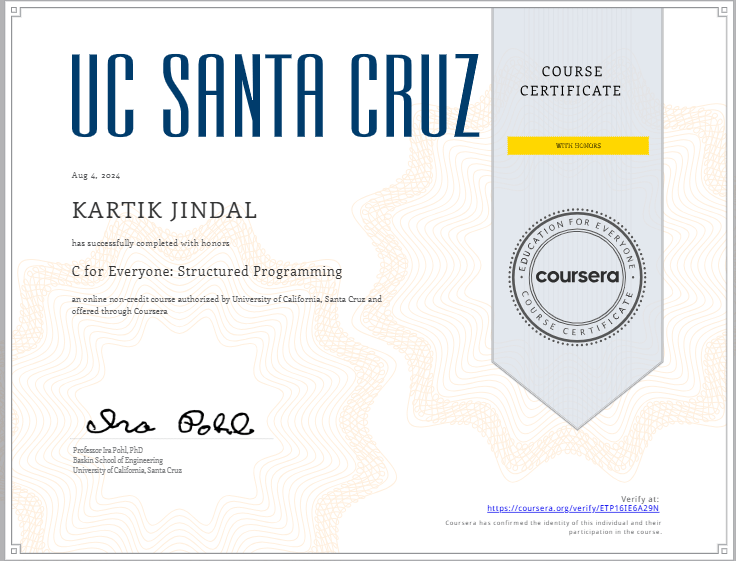 UC SANTA CRUZ
COURSE
CERTIFICATE
WITH HONORS
Aug 4, 2024
KARTIK JINDAL
has successfully completed with honors
C for Everyone: Structured Programming
an online non-credit course authorized by University of California, Santa Cruz and
offered through Coursera
EDUCATION FOR EVERYONE
coursera
COURSE CERTIFICATE
Ira Pohl
Professor Ira Pohl, PhD
Baskin School of Engineering
University of California, Santa Cruz
Verify at:
https://coursera.org/verify/ETP16IE6A29N
Coursera has confirmed the identity of this individual and their
participation in the course.